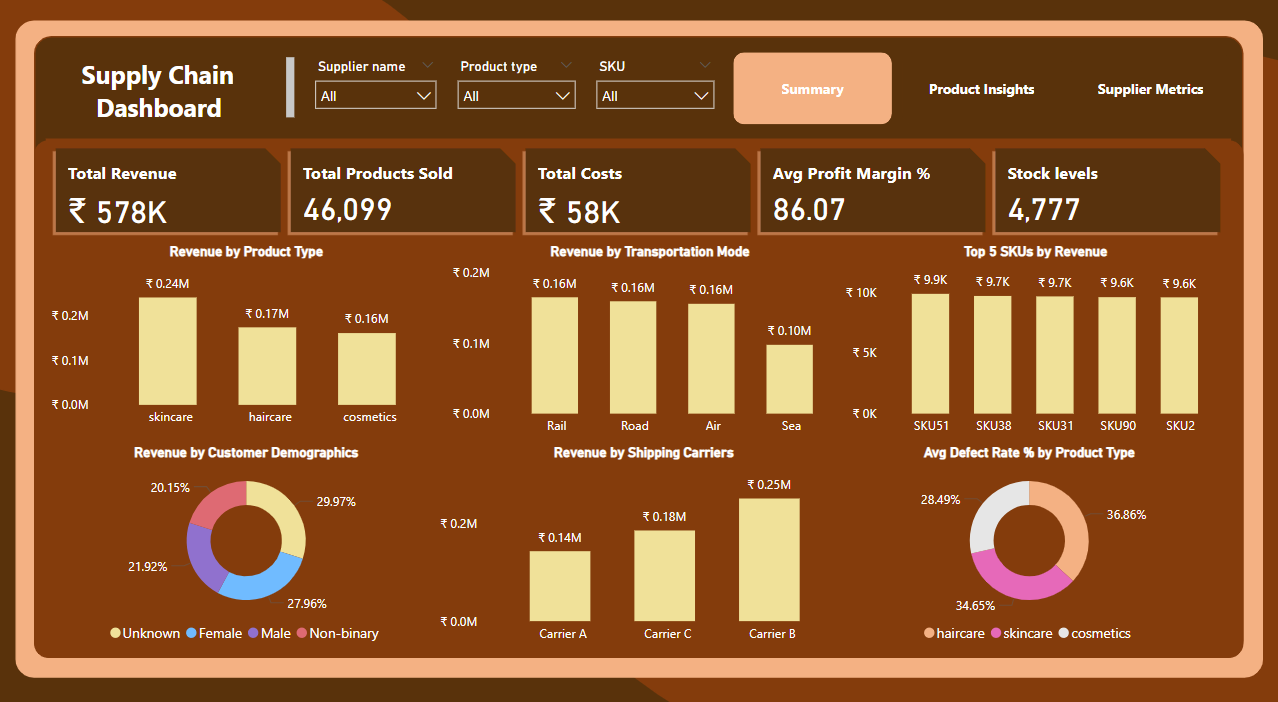 Supply Chain
Dashboard
Supplier name
Product type
SKU
All
All
All
Summary
Product Insights
Supplier Metrics
Total Revenue
₹ 578K
Total Products Sold
46,099
Total Costs
₹ 58K
Avg Profit Margin %
86.07
Stock levels
4,777
Revenue by Product Type
₹ 0.2M
₹ 0.1M
₹ 0.0M
₹ 0.24M
₹ 0.17M
₹ 0.16M
skincare
haircare
cosmetics
Revenue by Transportation Mode
₹ 0.2M
₹ 0.1M
₹ 0.0M
₹ 0.16M
₹ 0.16M
₹ 0.16M
₹ 0.10M
Rail
Road
Air
Sea
Top 5 SKUs by Revenue
₹ 10K
₹ 5K
₹ 0K
₹ 9.9K
₹ 9.7K
₹ 9.7K
₹ 9.6K
₹ 9.6K
SKU51
SKU38
SKU31
SKU90
SKU2
Revenue by Customer Demographics
20.15%
29.97%
21.92%
27.96%
Unknown
Female
Male
Non-binary
Revenue by Shipping Carriers
₹ 0.2M
₹ 0.0M
₹ 0.14M
₹ 0.18M
₹ 0.25M
Carrier A
Carrier C
Carrier B
Avg Defect Rate % by Product Type
28.49%
36.86%
34.65%
haircare
skincare
cosmetics